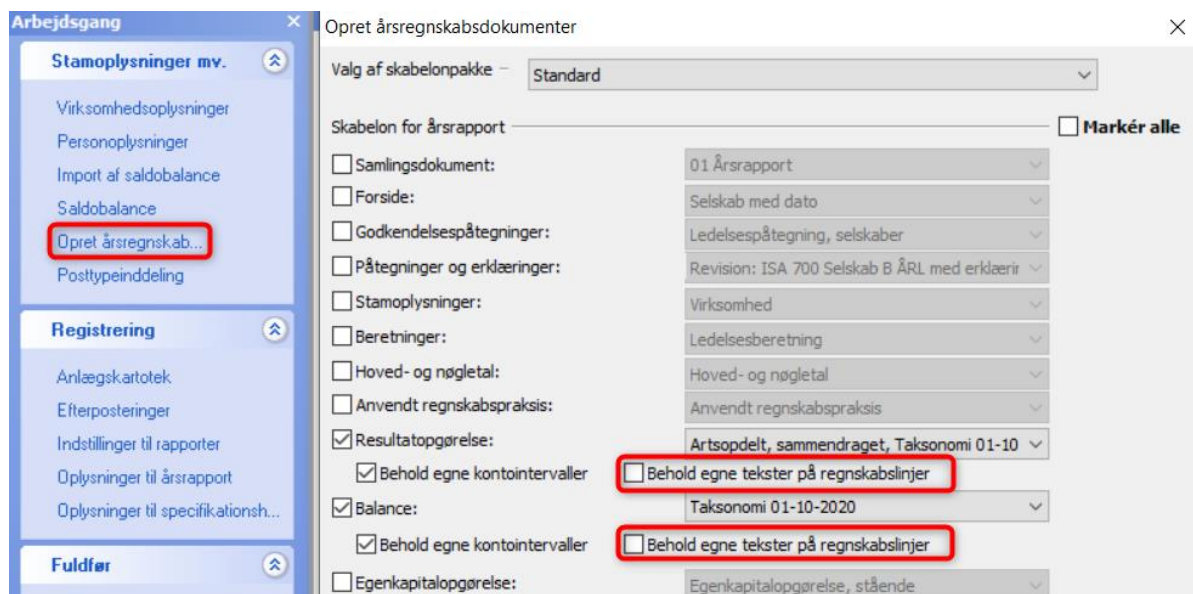 Arbejdsgang
Stamoplysninger mv.
Virksomhedsoplysninger
Personoplysninger
Import af saldobalance
Saldobalance
Opret årsregnskab...
Posttypeinddeling
Registrering
Anlægskartotek
Efterposteringer
Indstillinger til rapporter
Oplysninger til årsrapport
Oplysninger til specifikationsh...
Fuldfør
Opret årsregnskabsdokumenter
Valg af skabelonpakke Standard
Skabelon for årsrapport Markér alle
Samlingsdokument: 01 Årsrapport
Forside: Selskab med dato
Godkendelsespåtegninger: Ledelsespåtegning, selskaber
Påtegninger og erklæringer: Revision: ISA 700 Selskab B ÅRL med erklærir
Stamoplysninger: Virksomhed
Beretninger: Ledelsesberetning
Hoved- og nøgletal: Hoved- og nøgletal
Anvendt regnskabspraksis: Anvendt regnskabspraksis
Resultatopgørelse: Artsopdelt, sammendraget, Taksonomi 01-10
Behold egne kontointervaller Behold egne tekster på regnskabslinjer
Balance: Taksonomi 01-10-2020
Behold egne kontointervaller Behold egne tekster på regnskabslinjer
Egenkapitalopgørelse: Egenkapitalopgørelse, stående